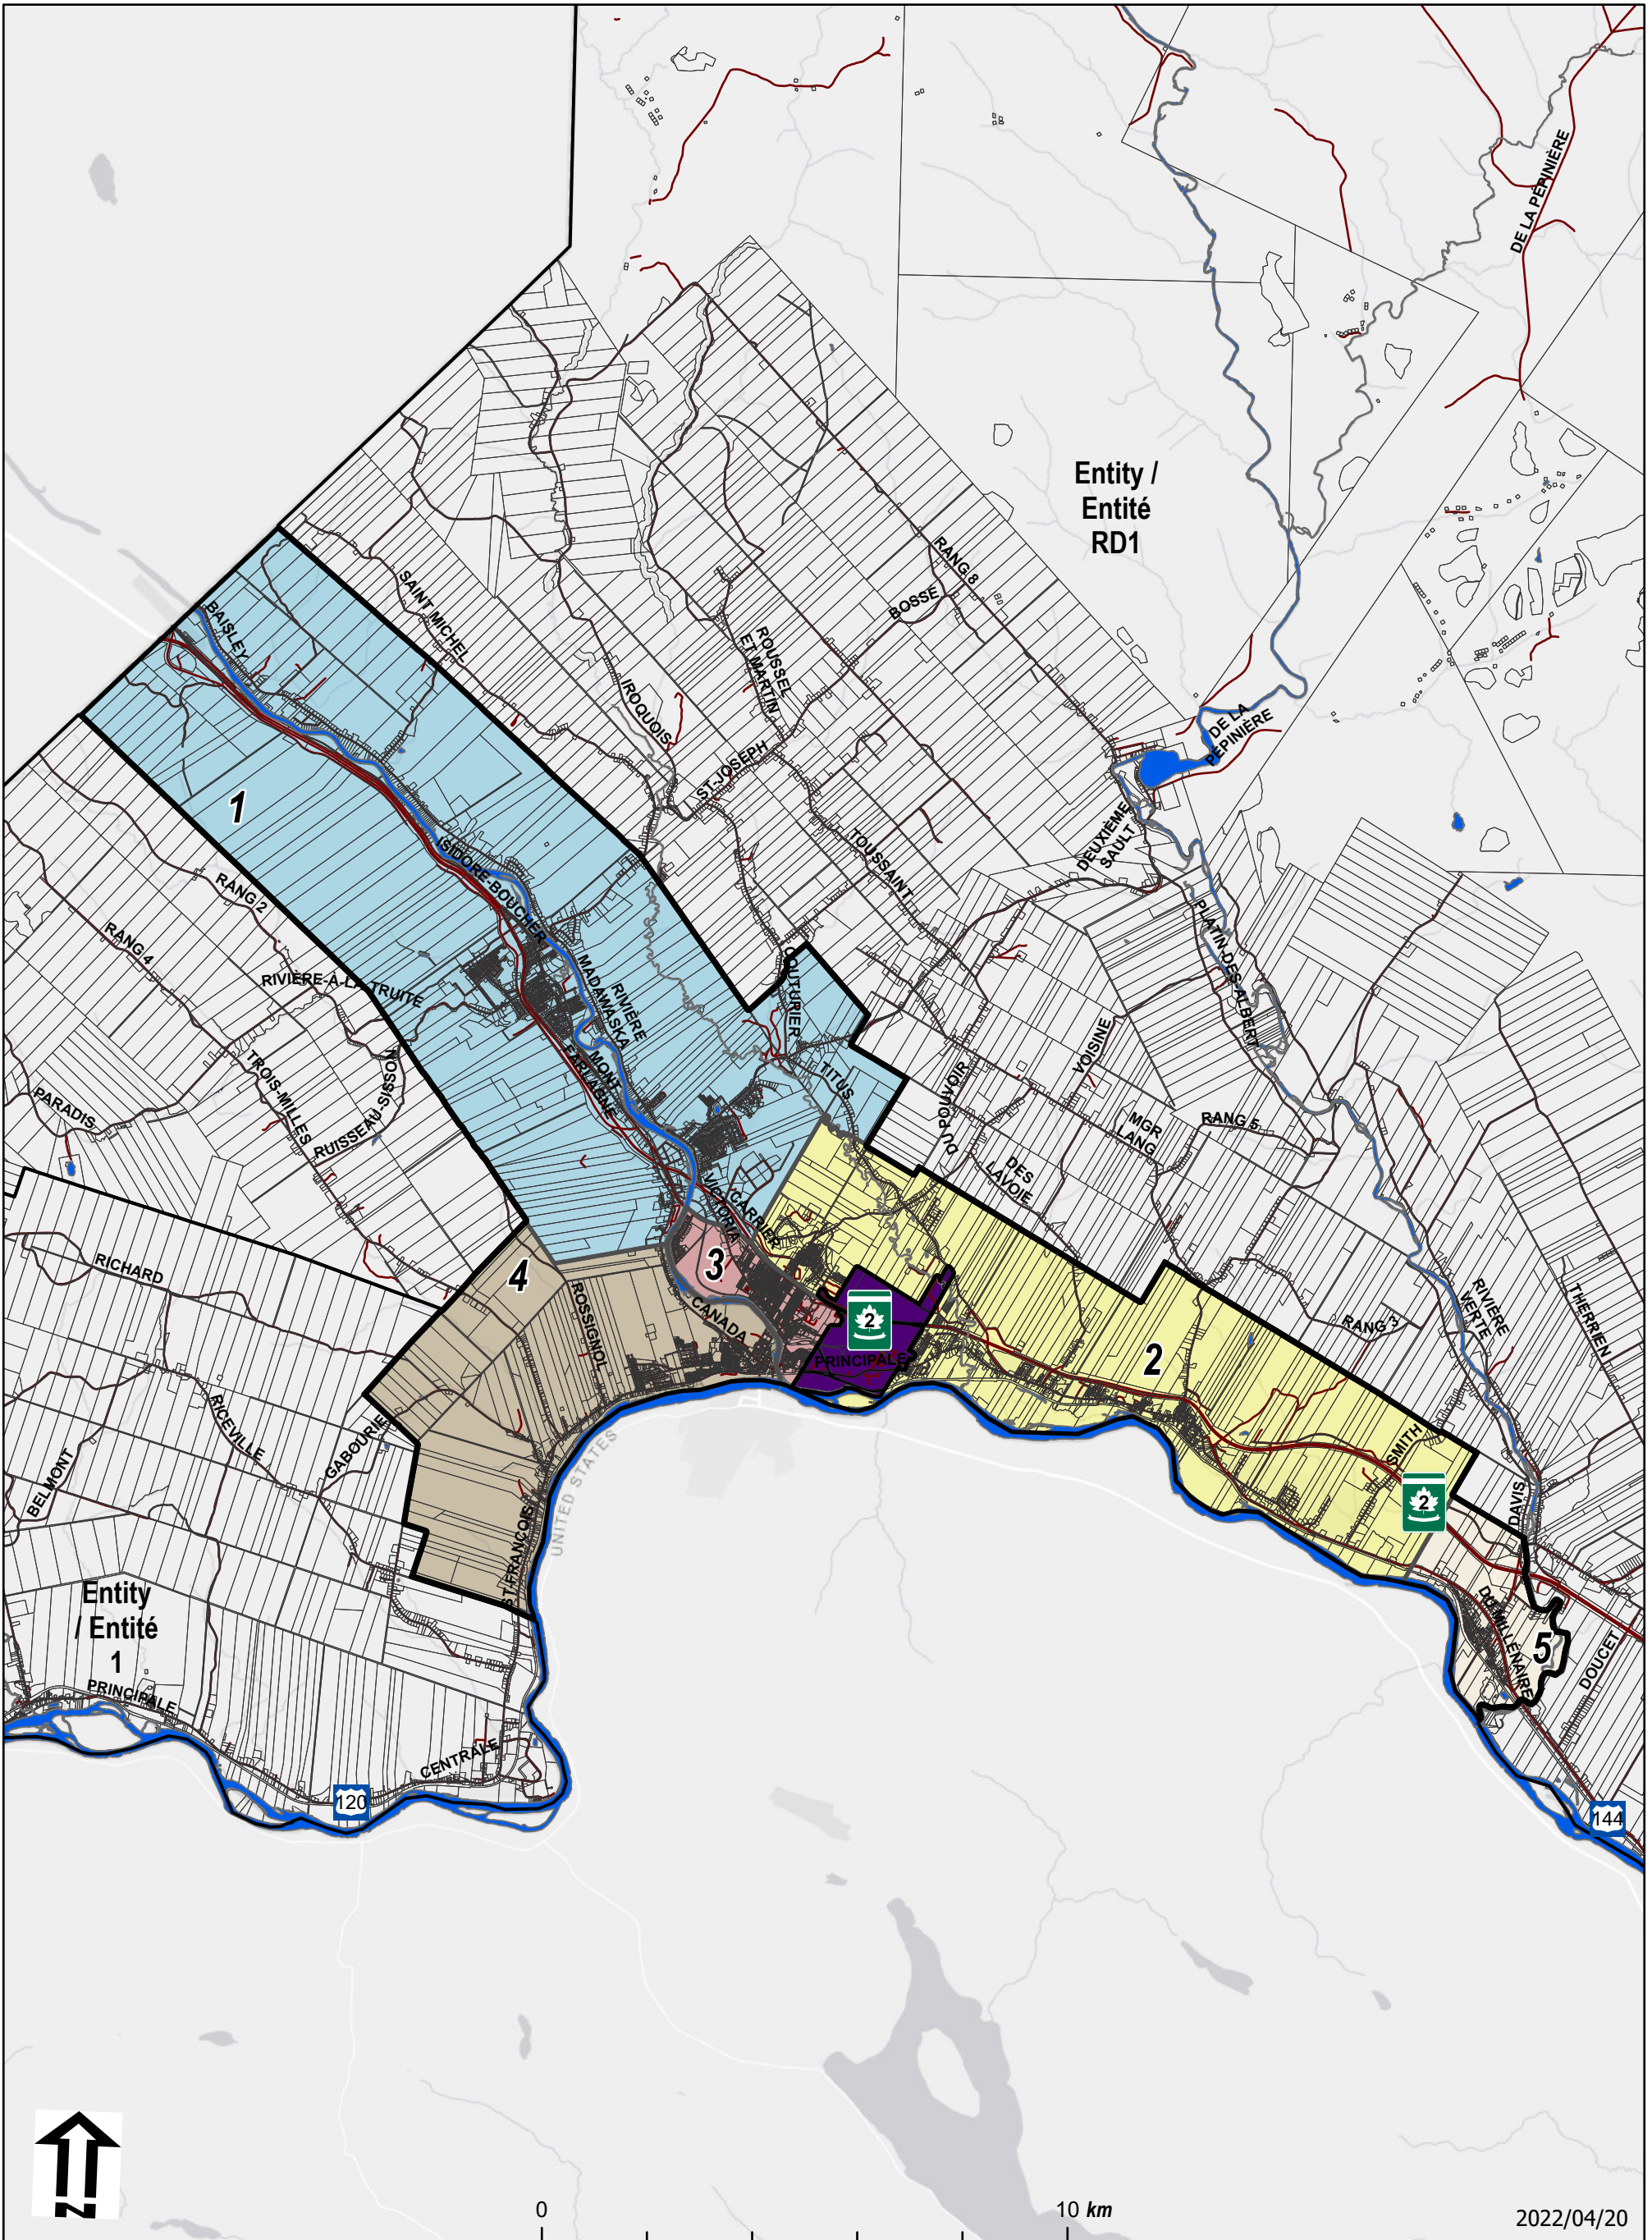 DE LA PÉPINIÈRE
Entity /
Entité
RD1
RANG 8
BOSSÉ
SAINT MICHEL
BAISLEY
ROUSSEL
ET MARTIN
IROQUOIS
ST-JOSEPH
DE LA
PÉPINIÈRE
1
DEUXIÈME
SAULT
TOUSSAINT
ISIDORE-BOUCHER
RANG 2
RANG 4
PLATIN-DES-ALBERT
RIVIÈRE-À-LA-TRUITE
COUTURIER
RIVIÈRE
MADAWASKA
VOISINE
MONT
FARLAGNE
TROIS-MILLES
RUISSEAU-SISSON
TITUS
PARADIS
DU POUVOIR
MGR
LANG
RANG 5
DES
LAVOIE
VICTORIA
CARRIER
RICHARD
4
3
ROSSIGNOL
CANADA
2
PRINCIPALE
2
RANG 3
RIVIÈRE
VERTE
THERRIEN
RICEVILLE
GABOURIE
BELMONT
UNITED STATES
SMITH
2
DAVIS
ST-FRANÇOIS
Entity
/ Entité
1
DU MILLÉNAIRE
5
DOUCET
PRINCIPALE
CENTRALE
120
144
N
0
10 km
2022/04/20